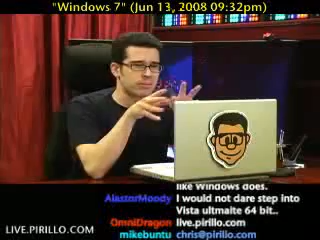 "Windows 7" (Jun 13, 2008 09:32pm)
like Windows does.
AlastorMoody I would not dare step into
Vista ultmaite 64 bit..
OmniDragon live.pirillo.com
LIVE.PIRILLO.COM mikebuntu chris@pirillo.com